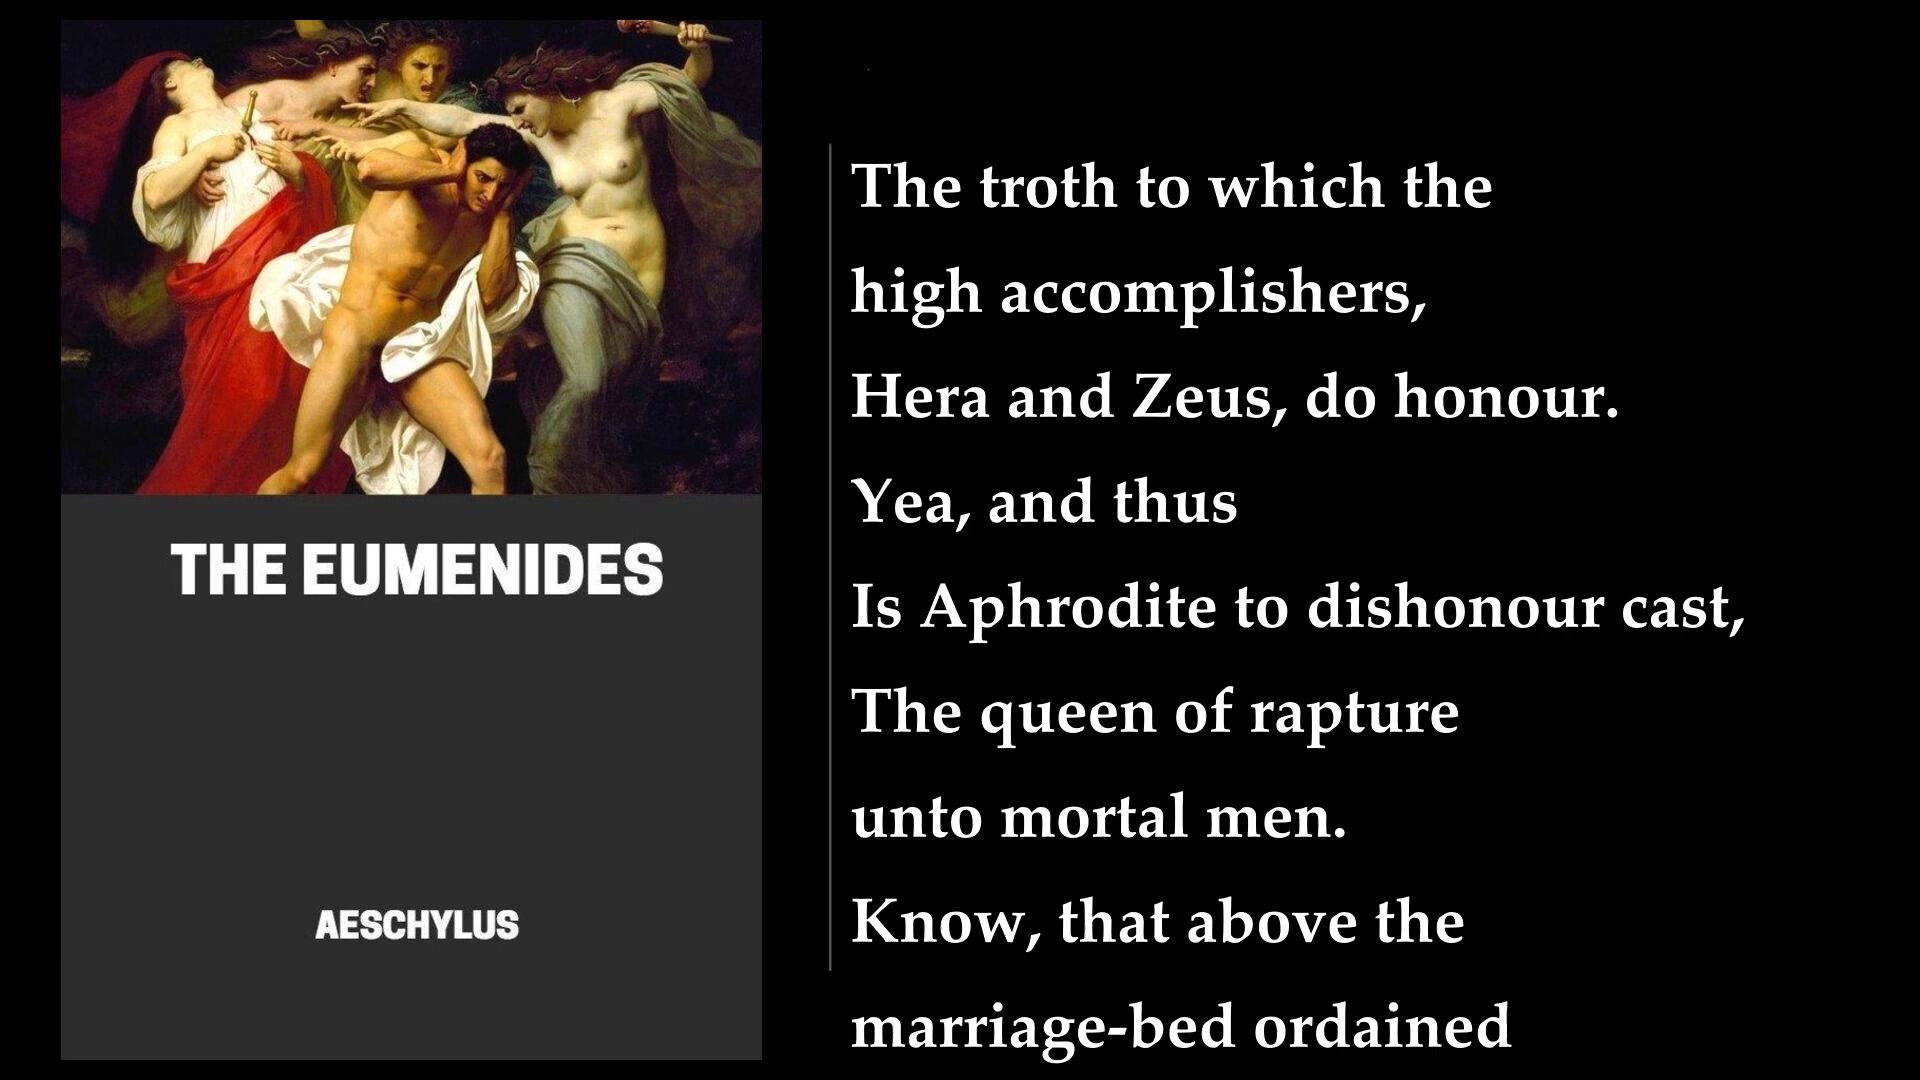 THE EUMENIDES
AESCHYLUS
The troth to which the
high accomplishers,
Hera and Zeus, do honour.
Yea, and thus
Is Aphrodite to dishonour cast,
The queen of rapture
unto mortal men.
Know, that above the
marriage-bed ordained